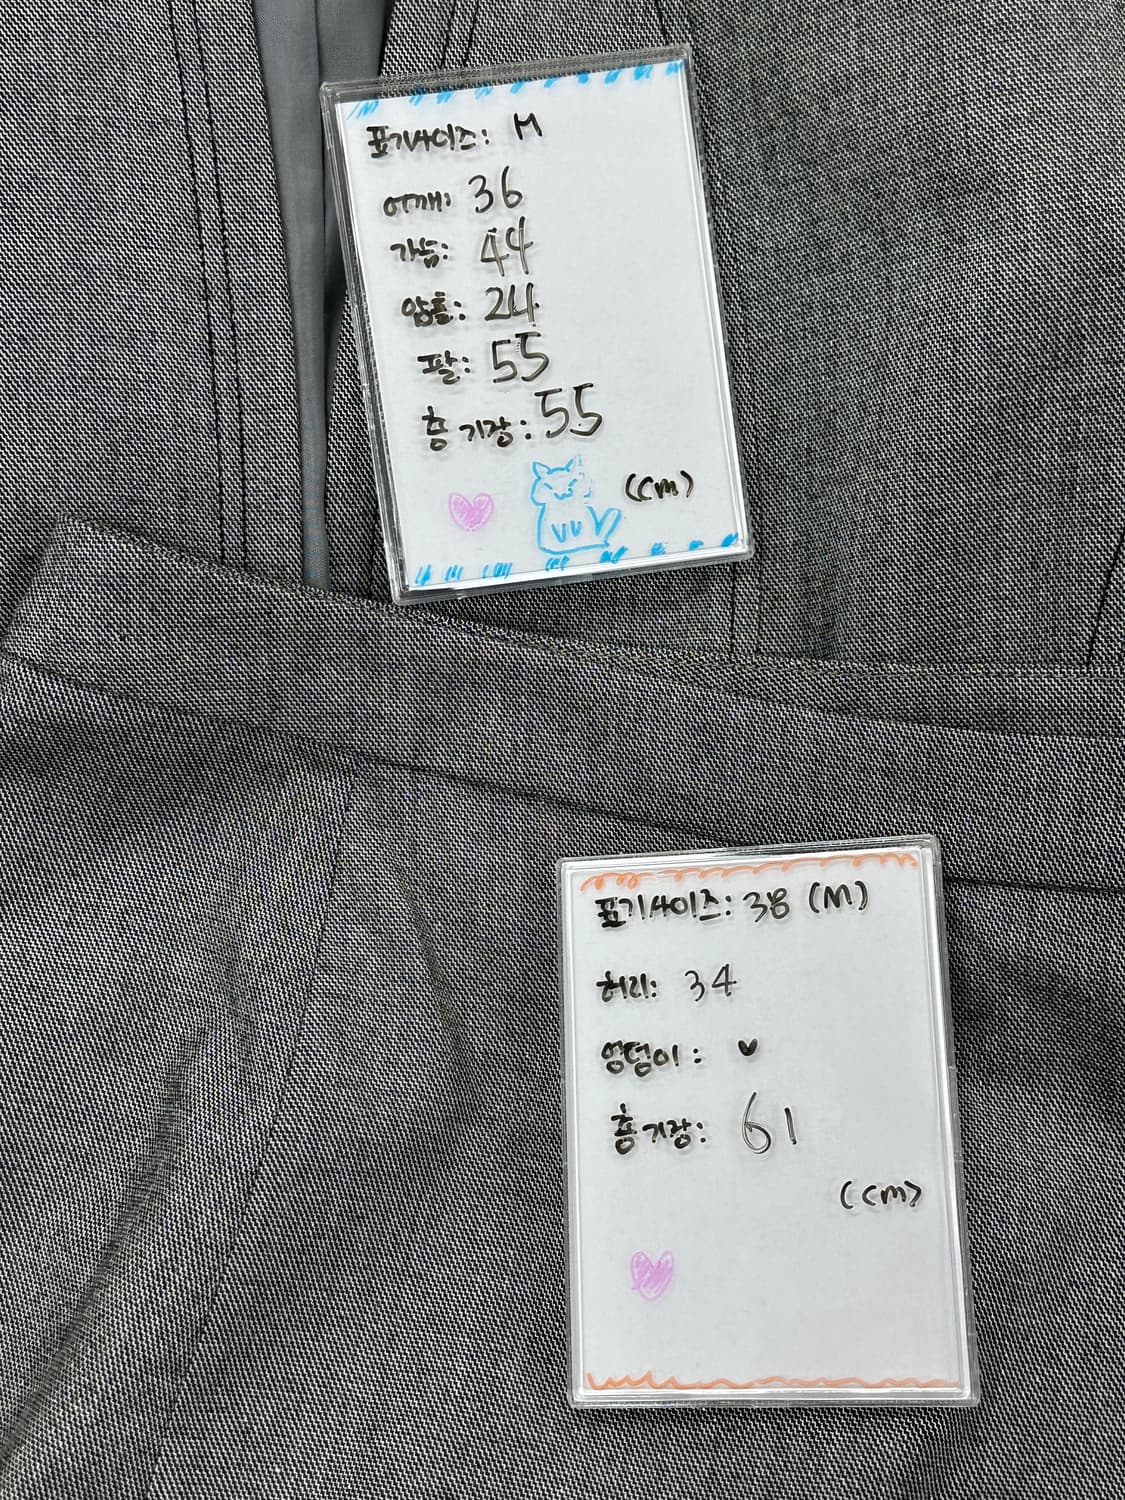 표기사이즈: M
어깨: 36
가슴: 44
암홀: 24
팔: 55
총기장: 55
(cm)
표기사이즈: 38 (M)
허리: 34
엉덩이: ♥
총기장: 61
(cm)